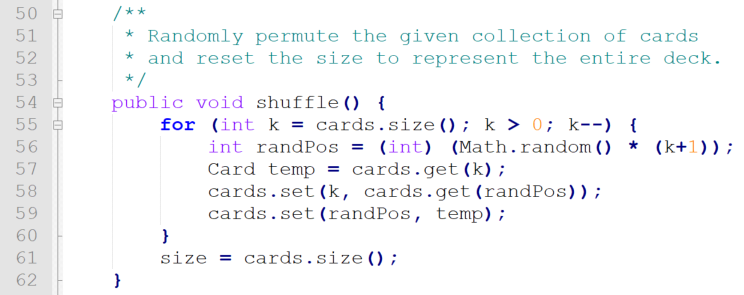 50 /**
51 * Randomly permute the given collection of cards
52 * and reset the size to represent the entire deck.
53 */
54 public void shuffle() {
55 for (int k = cards.size(); k > 0; k--) {
56 int randPos = (int) (Math.random() * (k+1));
57 Card temp = cards.get(k);
58 cards.set(k, cards.get(randPos));
59 cards.set(randPos, temp);
60 }
61 size = cards.size();
62 }